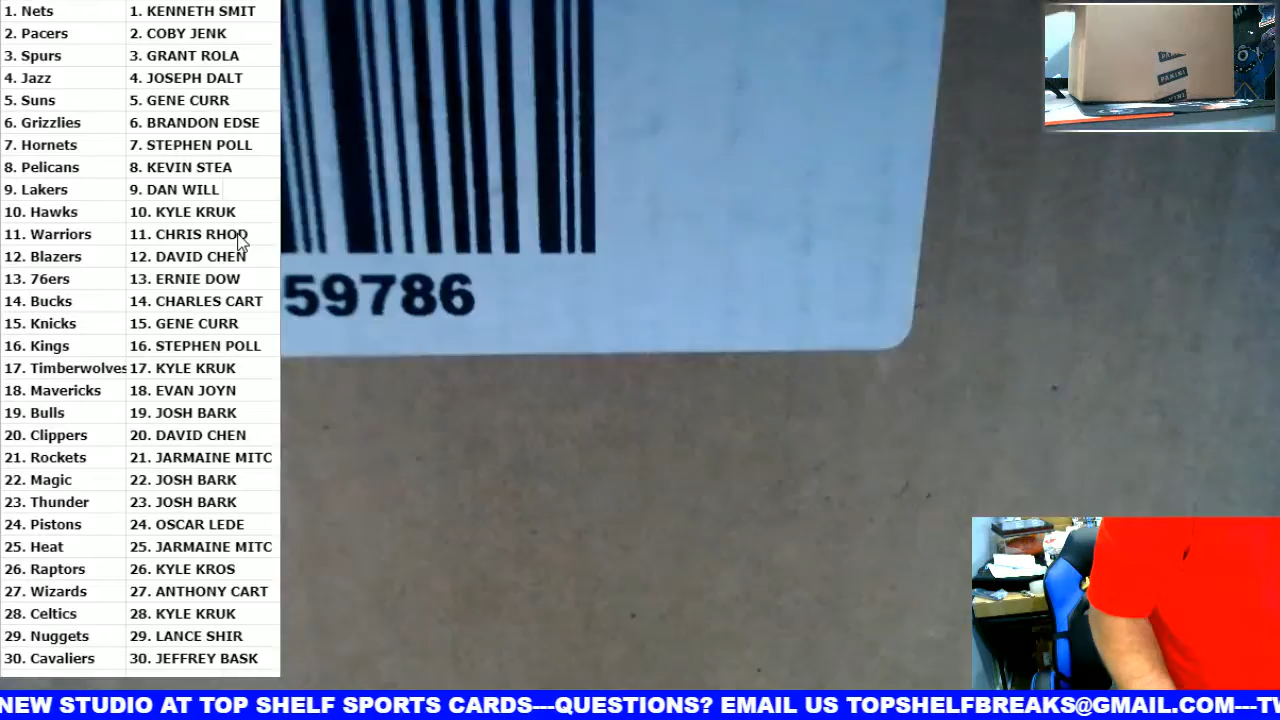 1. Nets 1. KENNETH SMIT
2. Pacers 2. COBY JENK
3. Spurs 3. GRANT ROLA
4. Jazz 4. JOSEPH DALT
5. Suns 5. GENE CURR
6. Grizzlies 6. BRANDON EDSE
7. Hornets 7. STEPHEN POLL
8. Pelicans 8. KEVIN STEA
9. Lakers 9. DAN WILL
10. Hawks 10. KYLE KRUK
11. Warriors 11. CHRIS RHOD
12. Blazers 12. DAVID CHEN
13. 76ers 13. ERNIE DOW
14. Bucks 14. CHARLES CART
15. Knicks 15. GENE CURR
16. Kings 16. STEPHEN POLL
17. Timberwolves 17. KYLE KRUK
18. Mavericks 18. EVAN JOYN
19. Bulls 19. JOSH BARK
20. Clippers 20. DAVID CHEN
21. Rockets 21. JARMAINE MITC
22. Magic 22. JOSH BARK
23. Thunder 23. JOSH BARK
24. Pistons 24. OSCAR LEDE
25. Heat 25. JARMAINE MITC
26. Raptors 26. KYLE KROS
27. Wizards 27. ANTHONY CART
28. Celtics 28. KYLE KRUK
29. Nuggets 29. LANCE SHIR
30. Cavaliers 30. JEFFREY BASK
59786
PANINI
NEW STUDIO AT TOP SHELF SPORTS CARDS---QUESTIONS? EMAIL US TOPSHELFBREAKS@GMAIL.COM---TV